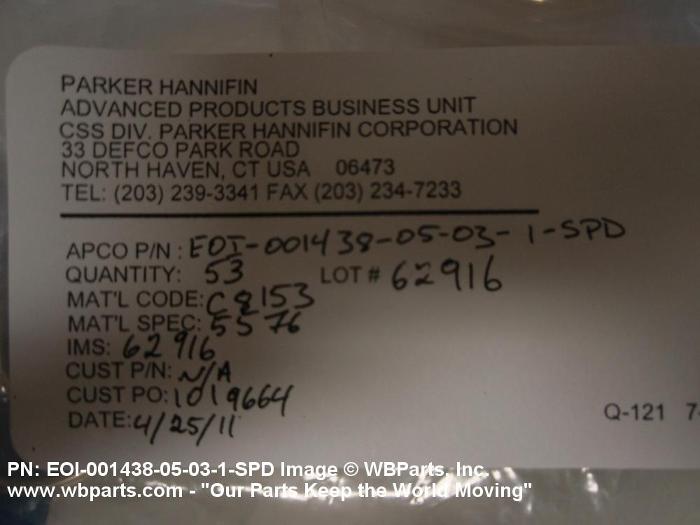 PARKER HANNIFIN
ADVANCED PRODUCTS BUSINESS UNIT
CSS DIV. PARKER HANNIFIN CORPORATION
33 DEFCO PARK ROAD
NORTH HAVEN, CT USA 06473
TEL: (203) 239-3341 FAX (203) 234-7233
APCO P/N : EOI-001438-05-03-1-SPD
QUANTITY: 53 LOT # 62916
MAT'L CODE: C8153
MAT'L SPEC: 5576
IMS: 62916
CUST P/N: N/A
CUST PO: 1019664
DATE: 4/25/11
Q-121
PN: EOI-001438-05-03-1-SPD Image © WBParts, Inc.
www.wbparts.com - "Our Parts Keep the World Moving"